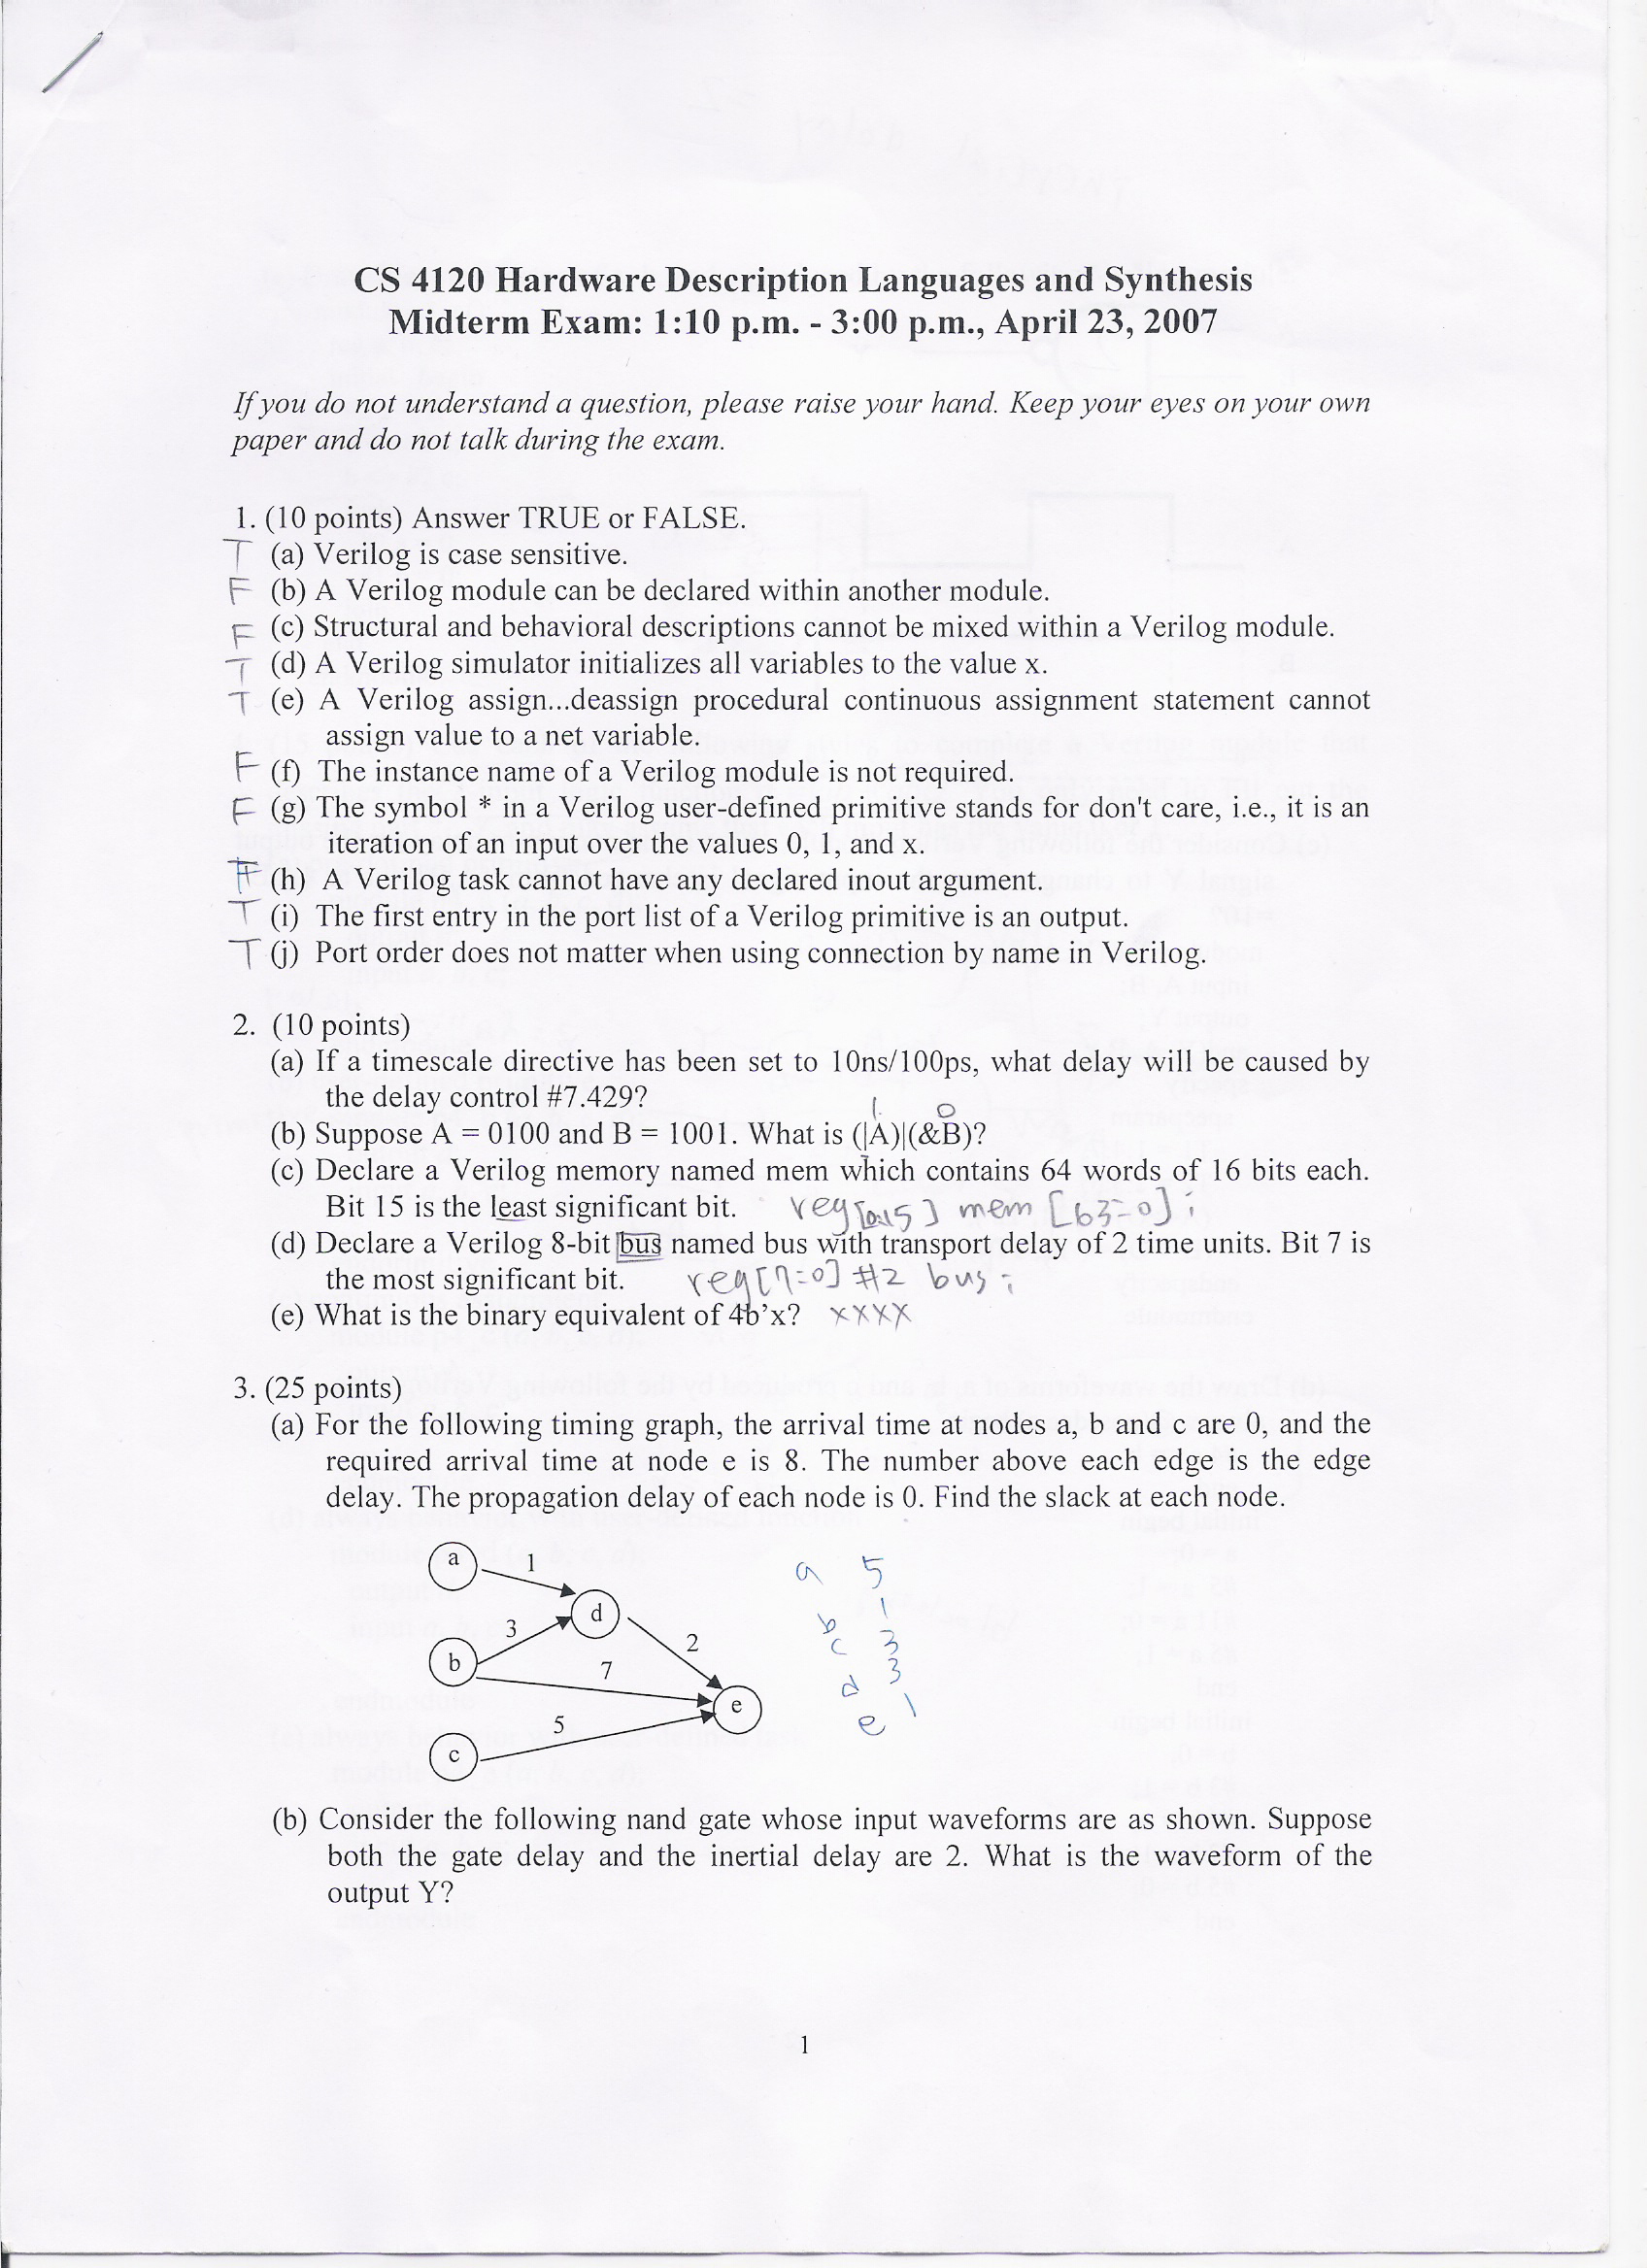 CS 4120 Hardware Description Languages and Synthesis
Midterm Exam: 1:10 p.m. - 3:00 p.m., April 23, 2007
If you do not understand a question, please raise your hand. Keep your eyes on your own
paper and do not talk during the exam.
1. (10 points) Answer TRUE or FALSE.
T (a) Verilog is case sensitive.
F (b) A Verilog module can be declared within another module.
F (c) Structural and behavioral descriptions cannot be mixed within a Verilog module.
T (d) A Verilog simulator initializes all variables to the value x.
T (e) A Verilog assign...deassign procedural continuous assignment statement cannot
assign value to a net variable.
F (f) The instance name of a Verilog module is not required.
F (g) The symbol * in a Verilog user-defined primitive stands for don't care, i.e., it is an
iteration of an input over the values 0, 1, and x.
F (h) A Verilog task cannot have any declared inout argument.
T (i) The first entry in the port list of a Verilog primitive is an output.
T (j) Port order does not matter when using connection by name in Verilog.
2. (10 points)
(a) If a timescale directive has been set to 10ns/100ps, what delay will be caused by
the delay control #7.429?
1 0
(b) Suppose A = 0100 and B = 1001. What is (|A)|(&B)?
(c) Declare a Verilog memory named mem which contains 64 words of 16 bits each.
Bit 15 is the least significant bit. reg[0:15] mem [63:0];
(d) Declare a Verilog 8-bit bus named bus with transport delay of 2 time units. Bit 7 is
the most significant bit. reg[7:0] #2 bus;
(e) What is the binary equivalent of 4b'x? xxxx
3. (25 points)
(a) For the following timing graph, the arrival time at nodes a, b and c are 0, and the
required arrival time at node e is 8. The number above each edge is the edge
delay. The propagation delay of each node is 0. Find the slack at each node.
a 1 a 5
3 d b 1
b 2 c 3
7 d 3
e e 1
5
c
(b) Consider the following nand gate whose input waveforms are as shown. Suppose
both the gate delay and the inertial delay are 2. What is the waveform of the
output Y?
1